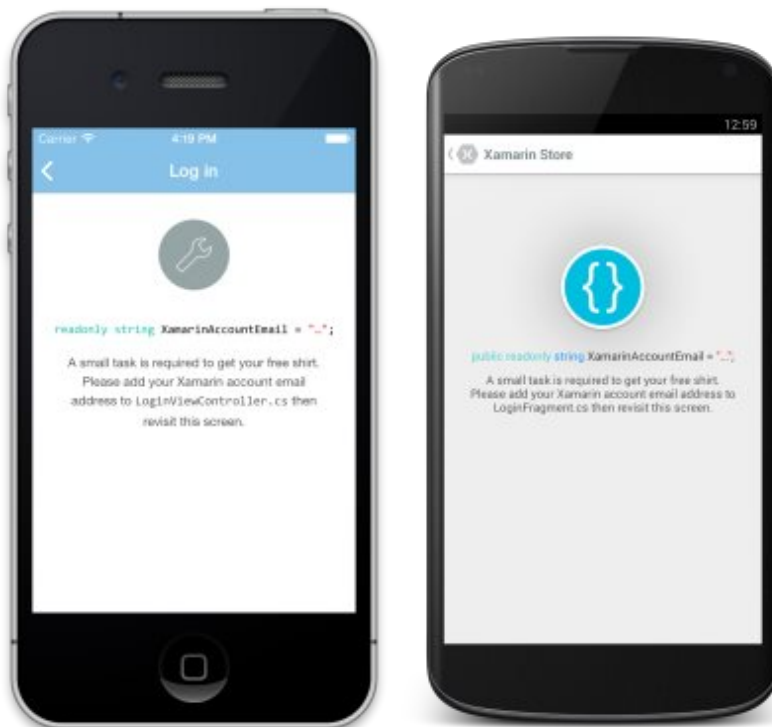 Carrier 4:19 PM
Log in
readonly string XamarinAccountEmail = "…";
A small task is required to get your free shirt.
Please add your Xamarin account email
address to LoginViewController.cs then
revisit this screen.
12:59
Xamarin Store
{}
public readonly string XamarinAccountEmail = "…";
A small task is required to get your free shirt.
Please add your Xamarin account email address to
LoginFragment.cs then revisit this screen.